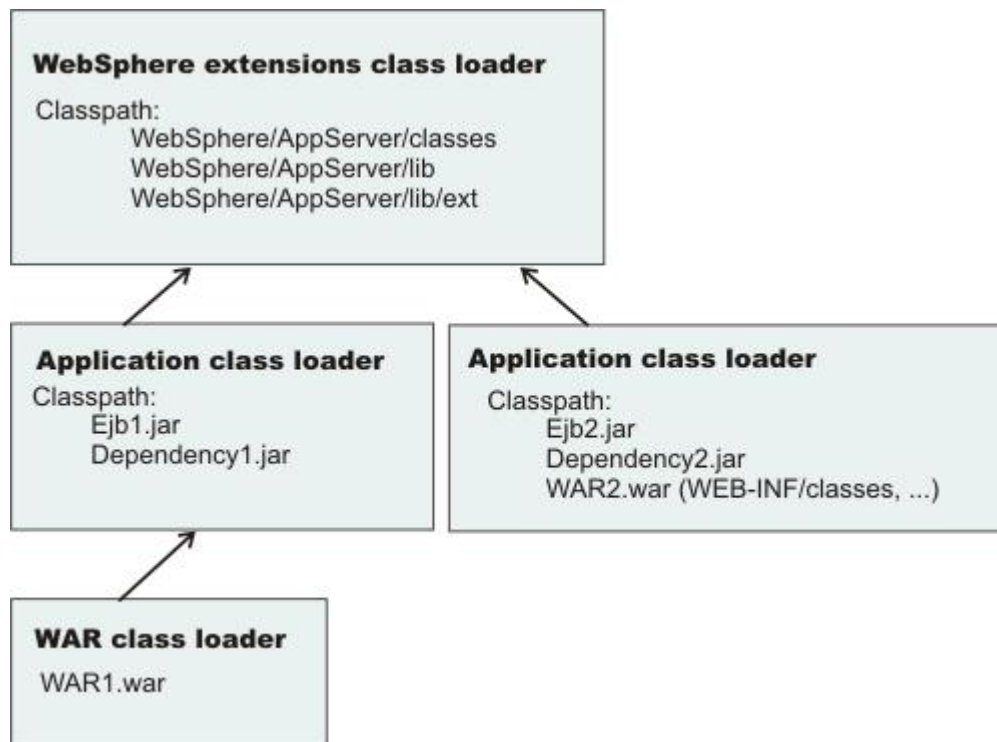 WebSphere extensions class loader
Classpath:
WebSphere/AppServer/classes
WebSphere/AppServer/lib
WebSphere/AppServer/lib/ext
Application class loader
Classpath:
Ejb1.jar
Dependency1.jar
Application class loader
Classpath:
Ejb2.jar
Dependency2.jar
WAR2.war (WEB-INF/classes, ...)
WAR class loader
WAR1.war